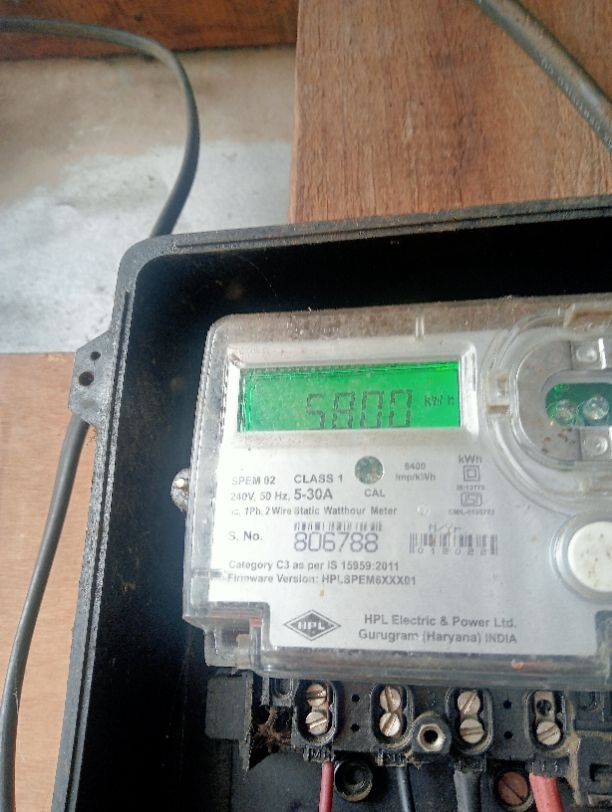 5800 kWh
SPEM 02 CLASS 1
240V, 50 Hz, 5-30A CAL
6400
imp/kWh
kWh
ac, 1Ph, 2 Wire Static Watthour Meter
S. No. 806788
Category C3 as per IS 15959:2011
Firmware Version: HPLSPEM6XXX01
HPL
HPL Electric & Power Ltd.
Gurugram (Haryana) INDIA